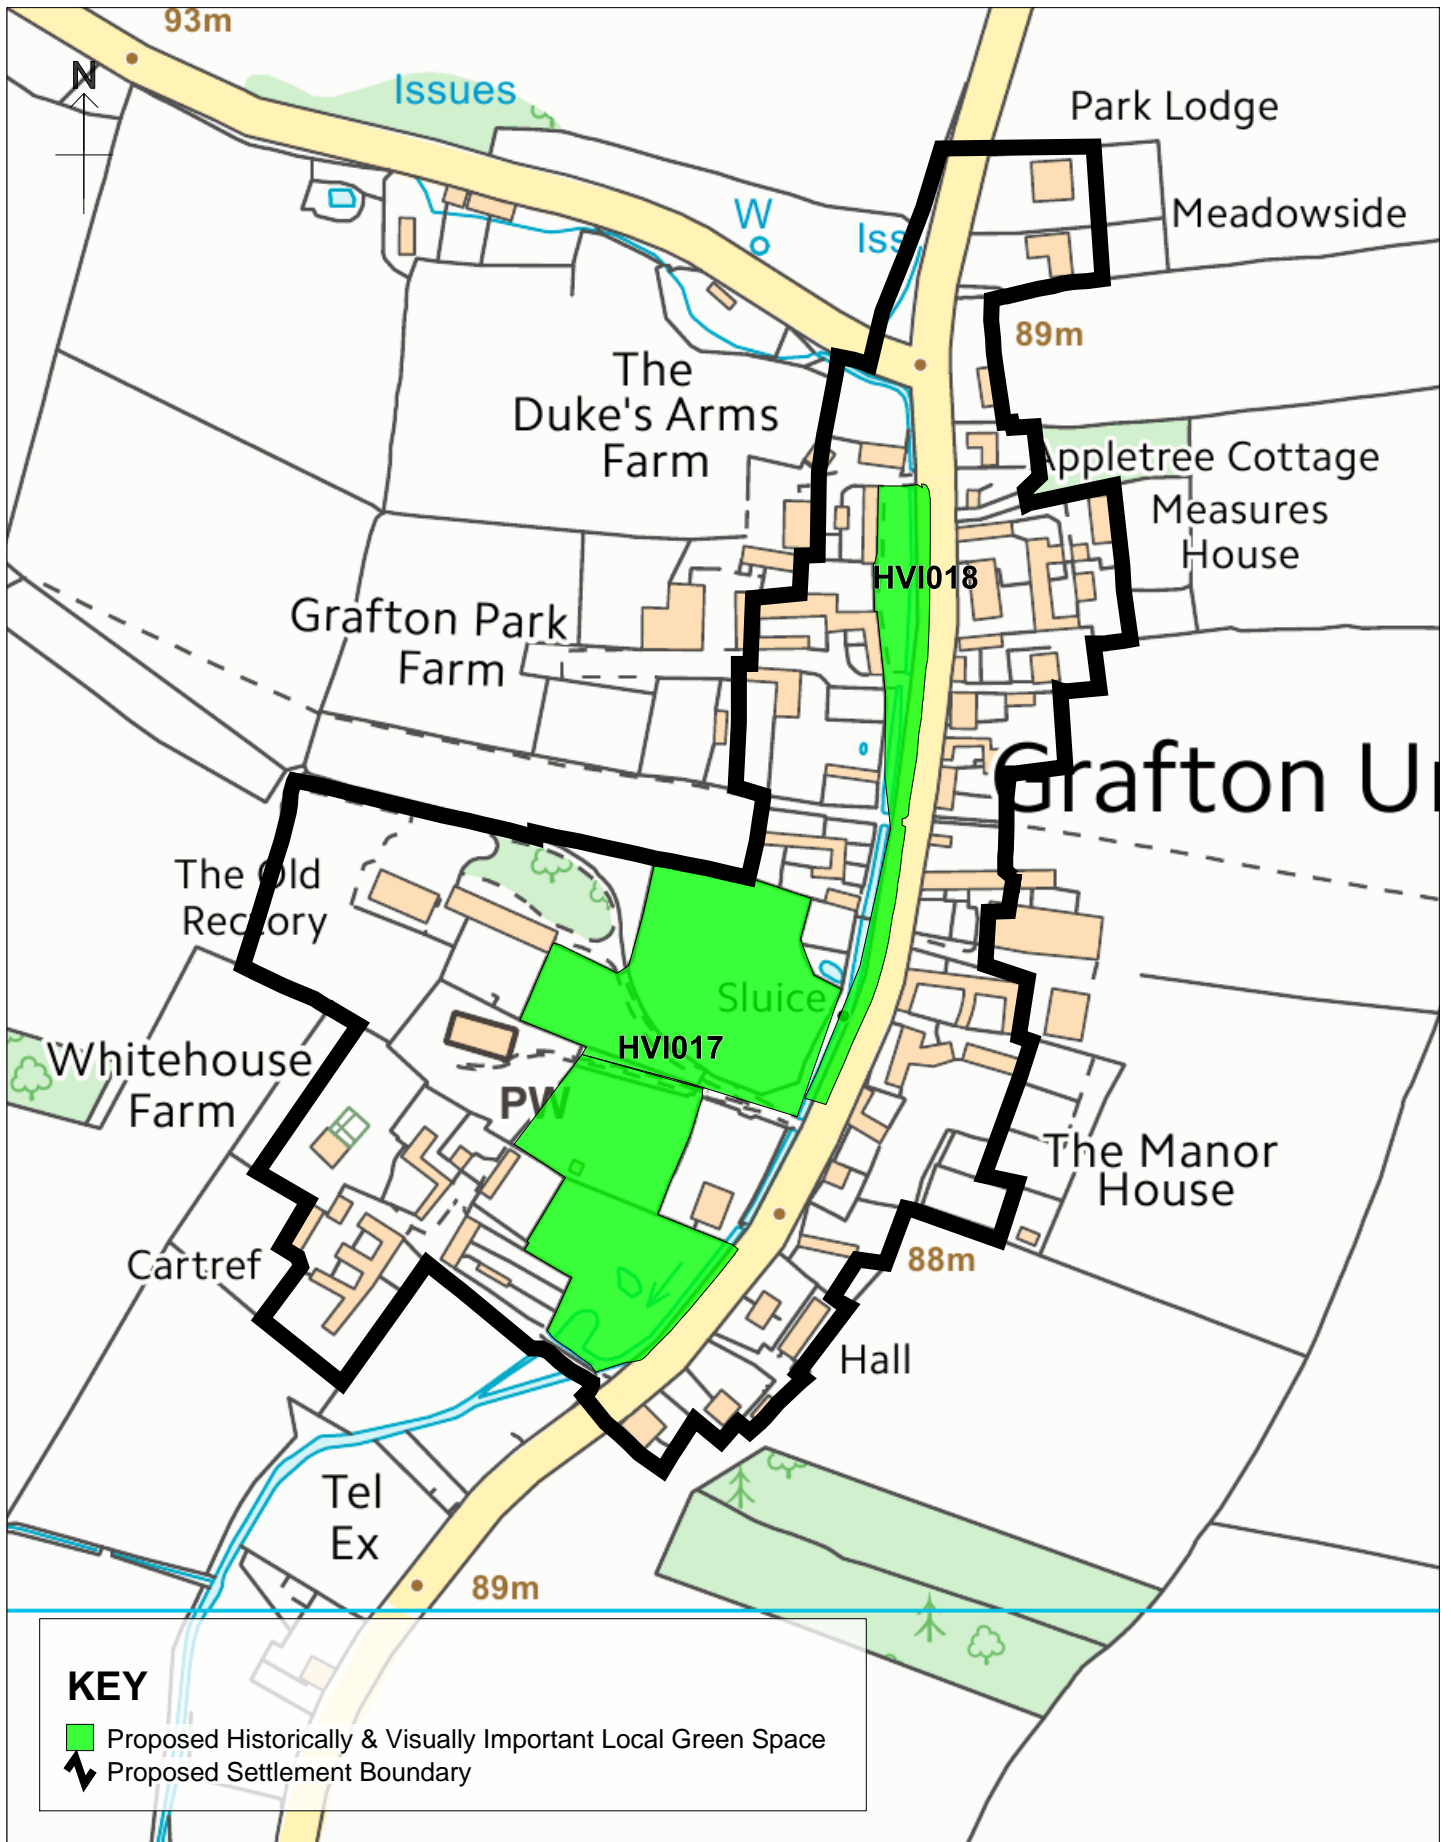 93m
N
Issues
Park Lodge
W
Iss
Meadowside
89m
The
Duke's Arms
Farm
Appletree Cottage
Measures
House
HVI018
Grafton Park
Farm
Grafton Un
The Old
Rectory
Sluice
HVI017
Whitehouse
Farm
PW
The Manor
House
Cartref
88m
Hall
Tel
Ex
89m
KEY
Proposed Historically & Visually Important Local Green Space
Proposed Settlement Boundary